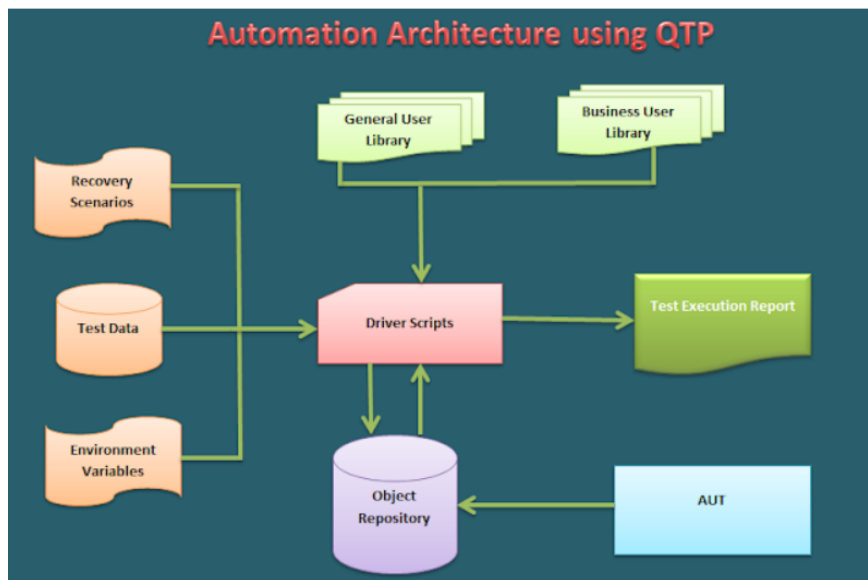 Automation Architecture using QTP
General User
Library
Business User
Library
Recovery
Scenarios
Test Data
Driver Scripts
Test Execution Report
Environment
Variables
Object
Repository
AUT